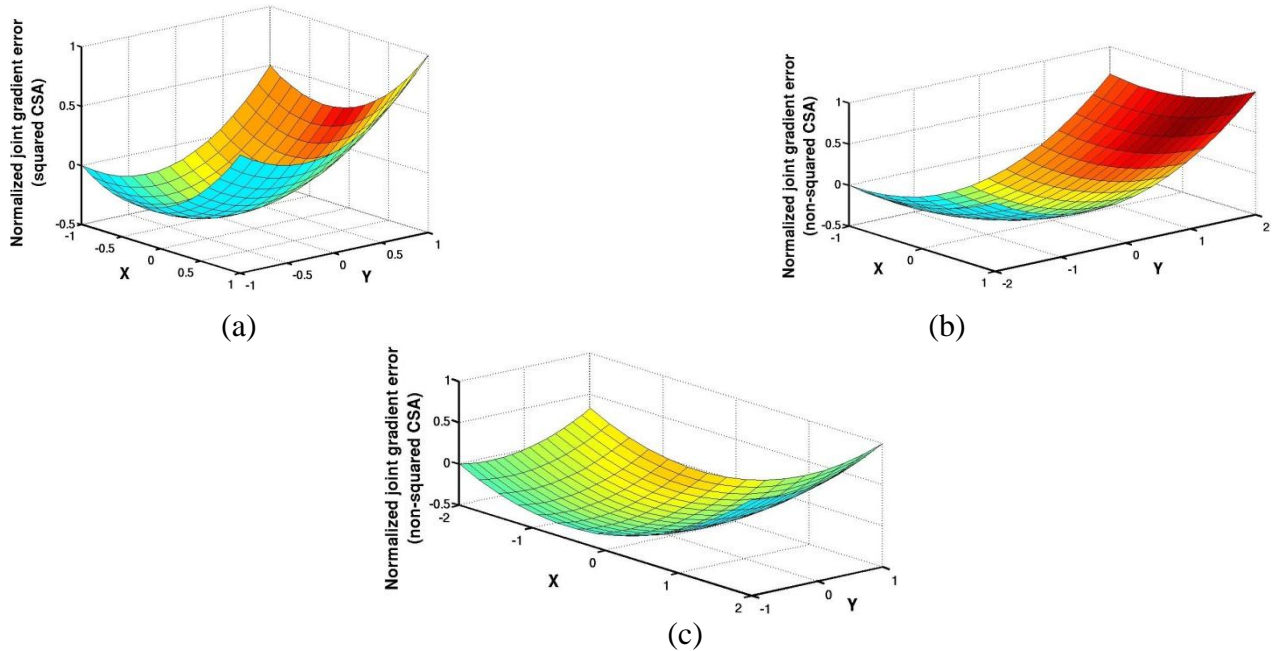 Normalized joint gradient error
(squared CSA)
1
0.5
0
-0.5
-1
-0.5
0
0.5
1
X
-1
-0.5
0
0.5
1
Y
(a)
Normalized joint gradient error
(non-squared CSA)
1
0.5
0
-0.5
-1
0
1
X
-2
-1
0
1
2
Y
(b)
Normalized joint gradient error
(non-squared CSA)
1
0.5
0
-0.5
-2
-1
0
1
2
X
-1
0
1
Y
(c)